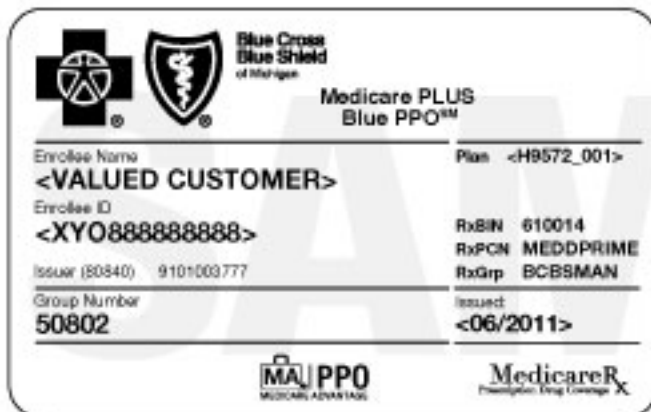 Blue Cross
Blue Shield
of Michigan
®
®
Medicare PLUS
Blue PPO℠
Enrollee Name
<VALUED CUSTOMER>
Plan <H9572_001>
Enrollee ID
<XYO888888888>
RxBIN 610014
RxPCN MEDDPRIME
Issuer (80840) 9101003777
RxGrp BCBSMAN
Group Number
50802
Issued:
<06/2011>
MA PPO
MEDICARE ADVANTAGE
MedicareRx
Prescription Drug Coverage
SAM